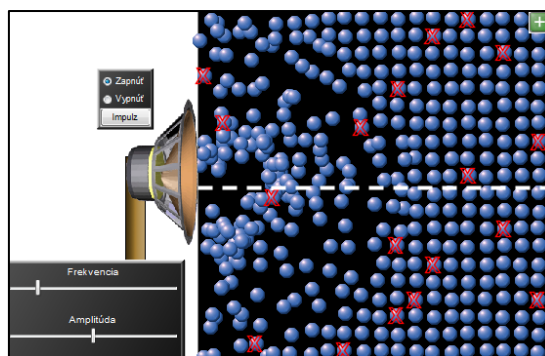 Zapnúť
Vypnúť
Impulz
Frekvencia
Amplitúda